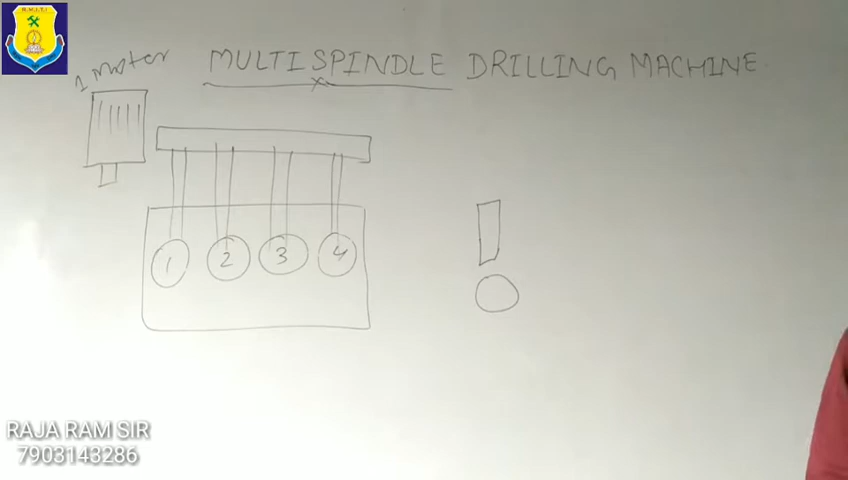 R.M.I.T.I
1 motor
MULTISPINDLE DRILLING MACHINE
1 2 3 4
RAJA RAM SIR
7903143286